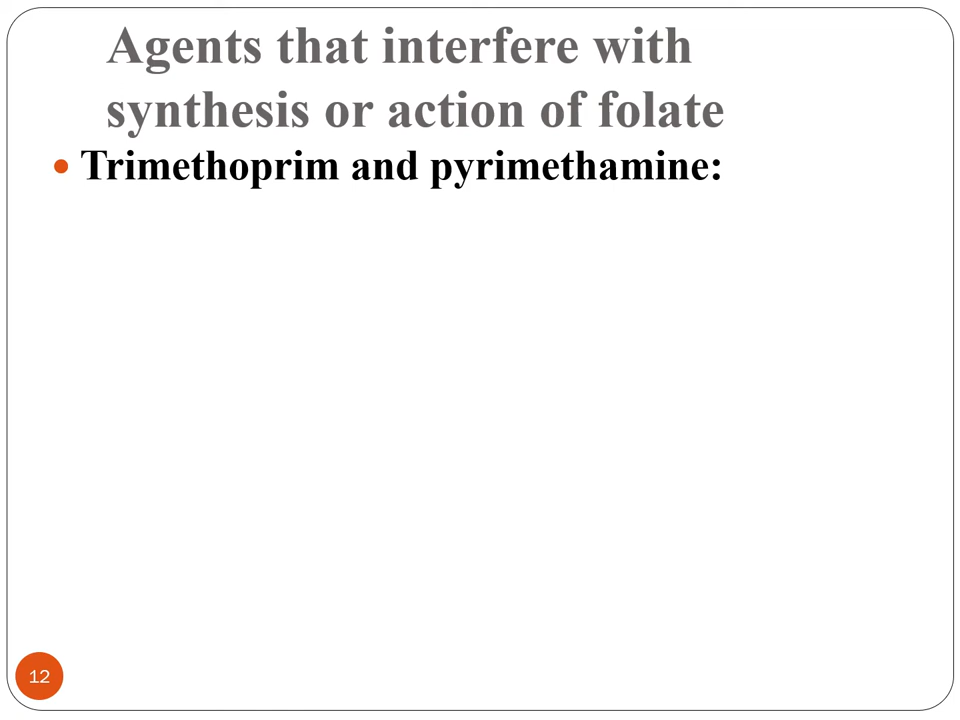 Agents that interfere with
synthesis or action of folate
• Trimethoprim and pyrimethamine:
12